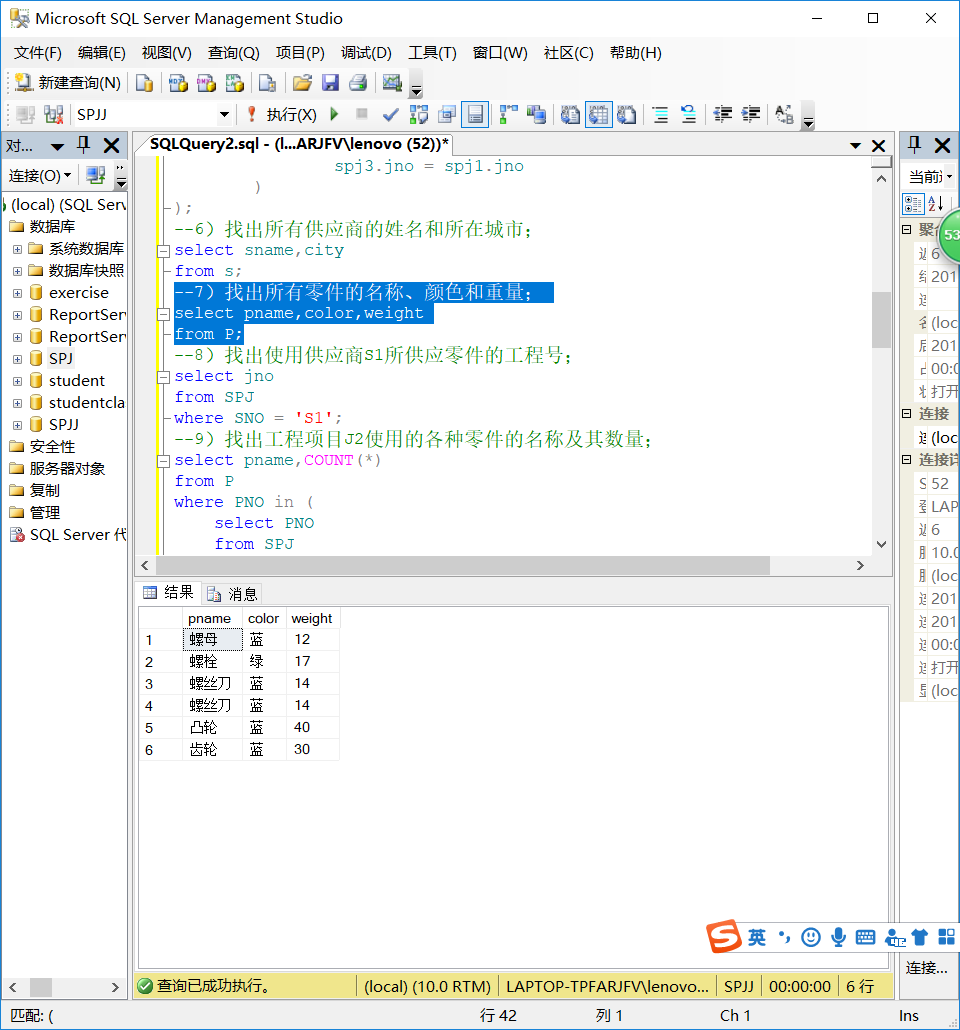 Microsoft SQL Server Management Studio
文件(F) 编辑(E) 视图(V) 查询(Q) 项目(P) 调试(D) 工具(T) 窗口(W) 社区(C) 帮助(H)
新建查询(N)
SPJJ 执行(X)
对...
连接(O)
(local) (SQL Serv
数据库
系统数据库
数据库快照
exercise
ReportServ
ReportServ
SPJ
student
studentcla
SPJJ
安全性
服务器对象
复制
管理
SQL Server 代
SQLQuery2.sql - (l...ARJFV\lenovo (52))*
spj3.jno = spj1.jno
)
);
--6）找出所有供应商的姓名和所在城市;
select sname,city
from s;
--7）找出所有零件的名称、颜色和重量;
select pname,color,weight
from P;
--8）找出使用供应商S1所供应零件的工程号;
select jno
from SPJ
where SNO = 'S1';
--9）找出工程项目J2使用的各种零件的名称及其数量;
select pname,COUNT(*)
from P
where PNO in (
select PNO
from SPJ
结果 消息
pname color weight
1 螺母 蓝 12
2 螺栓 绿 17
3 螺丝刀 蓝 14
4 螺丝刀 蓝 14
5 凸轮 蓝 40
6 齿轮 蓝 30
查询已成功执行。 (local) (10.0 RTM) LAPTOP-TPFARJFV\lenovo... SPJJ 00:00:00 6 行
当前
53
6
201
(loc
201
00:0
打开
连接
(loc
连接详
52
LAP
6
10.0
(loc
201
201
00:0
打开
(loc
英
连接...
匹配: ( 行 42 列 1 Ch 1 Ins